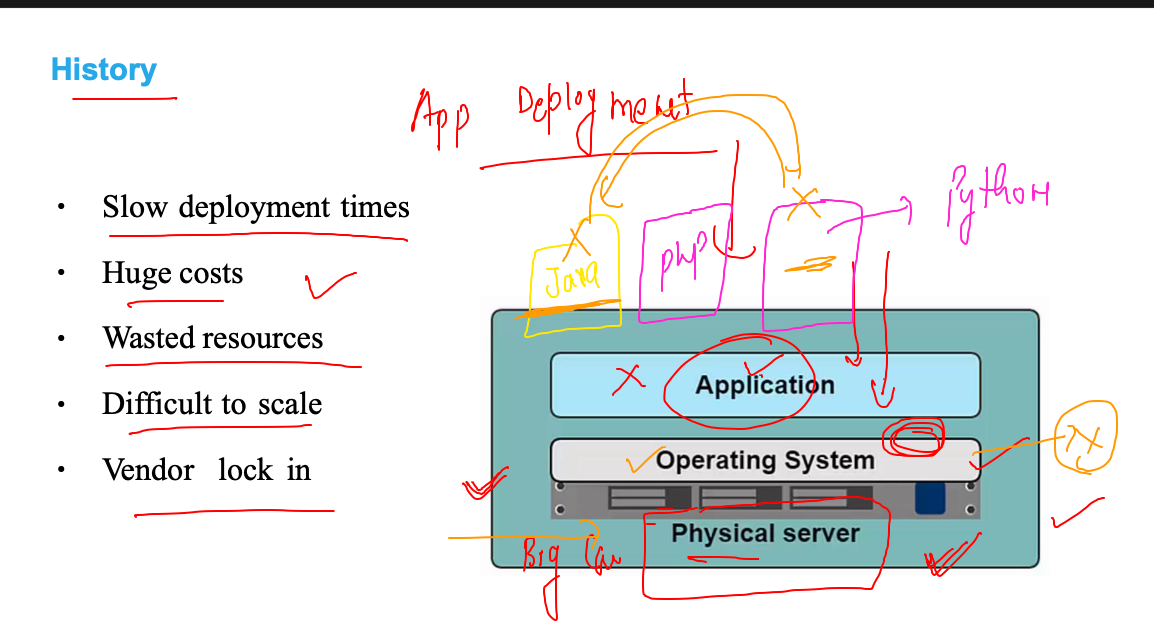 History
App Deployment
• Slow deployment times
• Huge costs
• Wasted resources
• Difficult to scale
• Vendor lock in
Java
php
Python
Application
Operating System
Physical server
Big